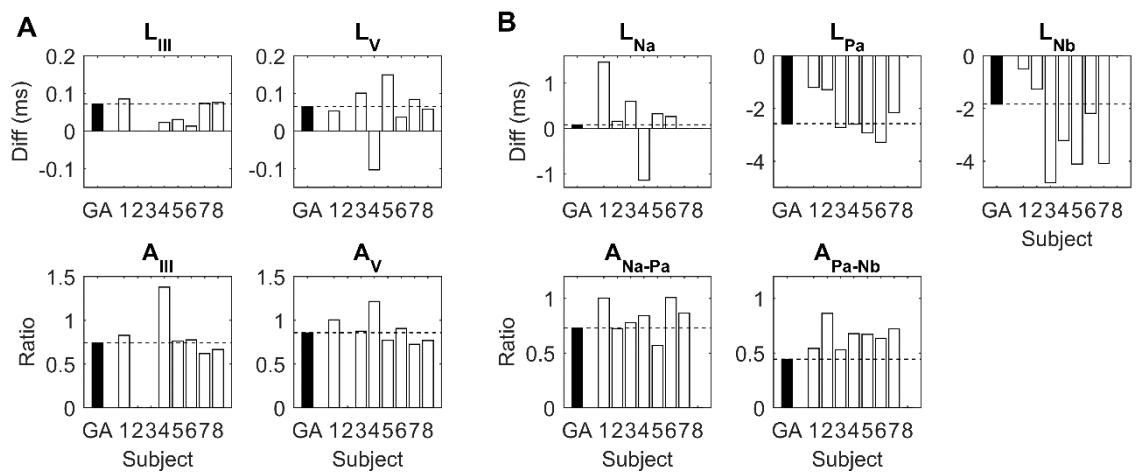 A
L_III
L_V
0.2
0.1
0
-0.1
Diff (ms)
GA 12345678
0.2
0.1
0
-0.1
GA 12345678
A_III
A_V
1.5
1
0.5
0
Ratio
GA 12345678
Subject
1.5
1
0.5
0
GA 12345678
Subject
B
L_Na
L_Pa
L_Nb
1
0
-1
Diff (ms)
GA 12345678
0
-2
-4
GA 12345678
0
-2
-4
GA 12345678
Subject
A_Na-Pa
A_Pa-Nb
1
0.5
0
Ratio
GA 12345678
Subject
1
0.5
0
GA 12345678
Subject